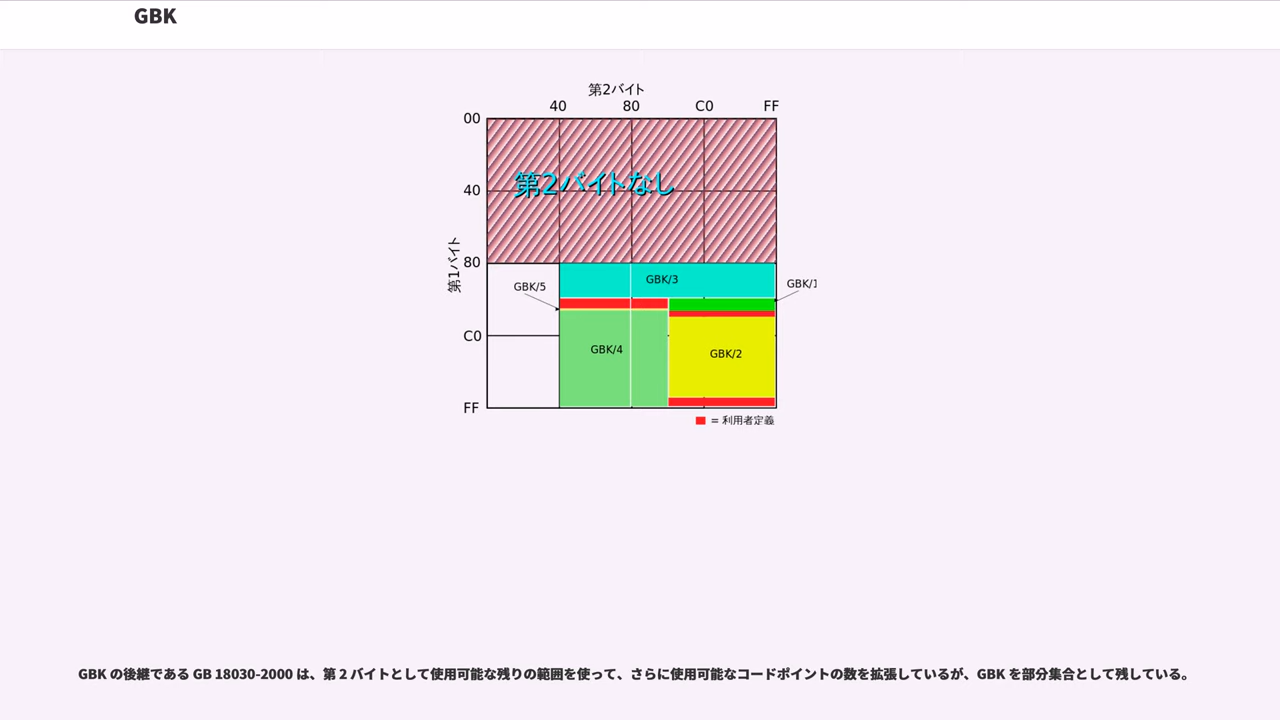 GBK
第2バイト
40 80 C0 FF
00
第2バイトなし
40
第1バイト
80
GBK/3
GBK/5
GBK/1
C0
GBK/4
GBK/2
FF
= 利用者定義
GBK の後継である GB 18030-2000 は、第 2 バイトとして使用可能な残りの範囲を使って、さらに使用可能なコードポイントの数を拡張しているが、GBK を部分集合として残している。